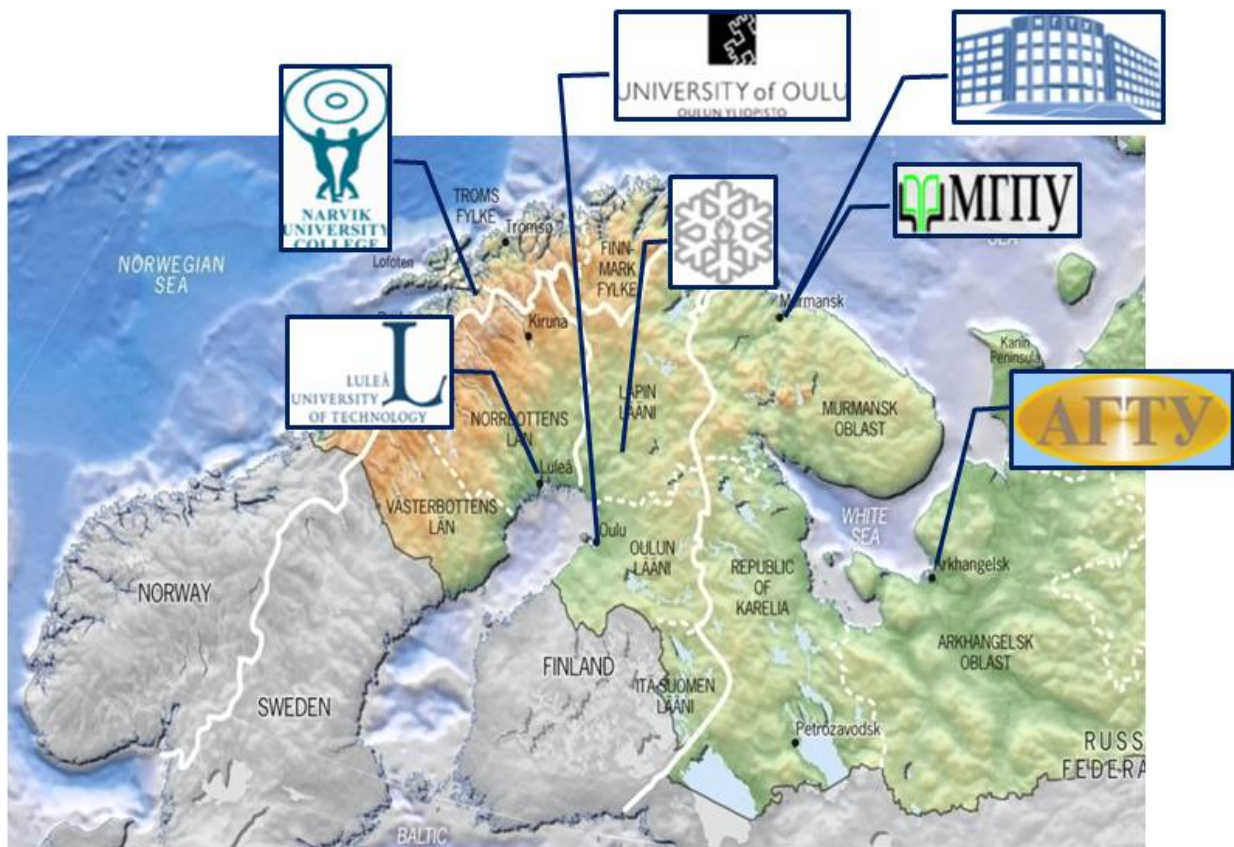 UNIVERSITY of OULU
OULUN YLIOPISTO
МГТУ
NARVIK
UNIVERSITY
COLLEGE
МГПУ
TROMS
FYLKE
Tromsø
NORWEGIAN
SEA
Lofoten
FINN-
MARK
FYLKE
Murmansk
Kiruna
Kanin
Peninsula
LULEÅ
UNIVERSITY
OF TECHNOLOGY
L
LAPIN
LÄÄNI
MURMANSK
OBLAST
АГТУ
NORRBOTTENS
LÄN
Luleå
VÄSTERBOTTENS
LÄN
WHITE
SEA
Oulu
OULUN
LÄÄNI
REPUBLIC
OF
KARELIA
Arkhangelsk
NORWAY
ARKHANGELSK
OBLAST
FINLAND
SWEDEN
ITÄ-SUOMEN
LÄÄNI
Petrozavodsk
RUSS
FEDERA
BALTIC